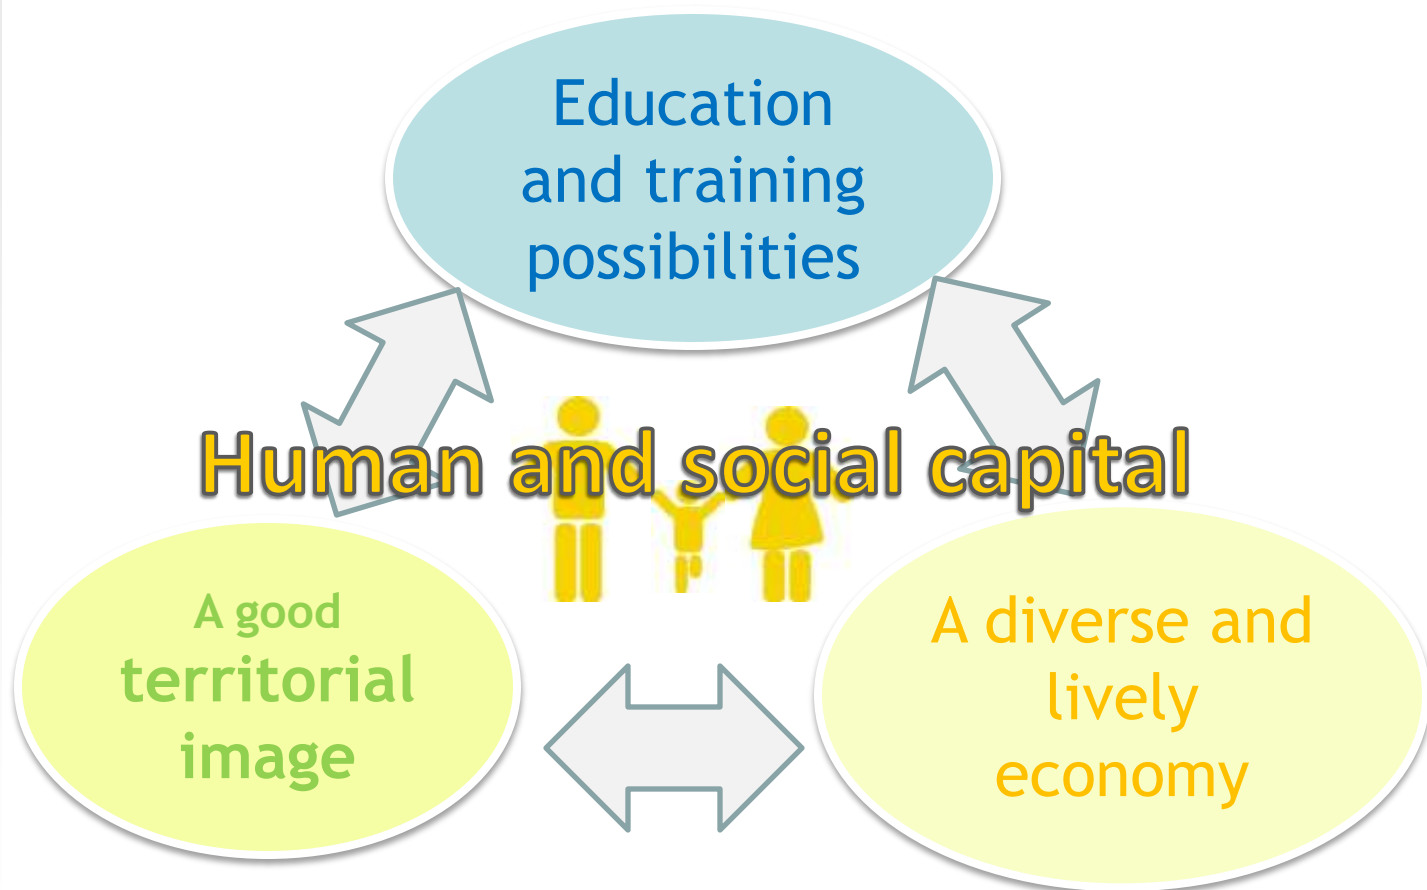 Education
and training
possibilities
Human and social capital
A good
territorial
image
A diverse and
lively
economy